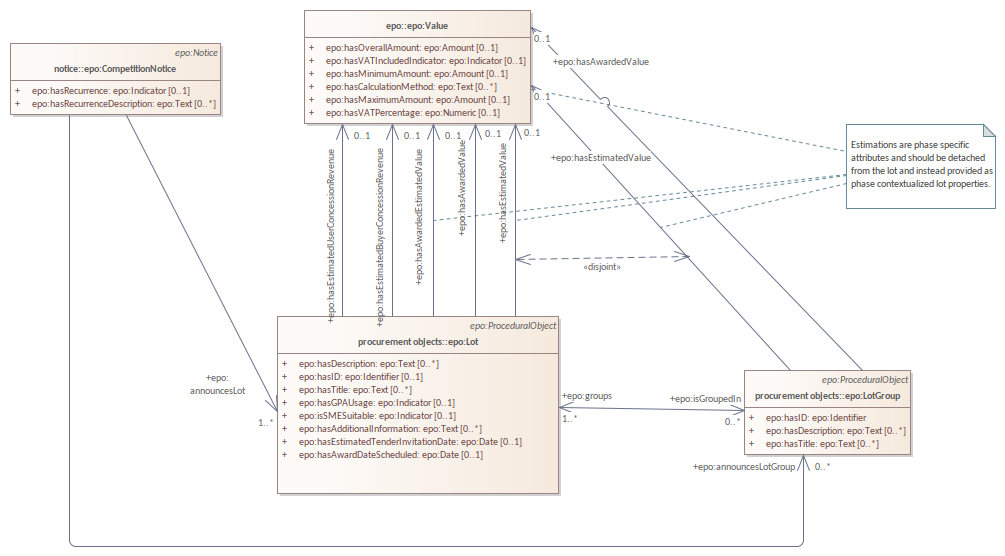 epo::epo:Value
+ epo:hasOverallAmount: epo:Amount [0..1]
+ epo:hasVATIncludedIndicator: epo:Indicator [0..1]
+ epo:hasMinimumAmount: epo:Amount [0..1]
+ epo:hasCalculationMethod: epo:Text [0..*]
+ epo:hasMaximumAmount: epo:Amount [0..1]
+ epo:hasVATPercentage: epo:Numeric [0..1]
epo:Notice
notice::epo:CompetitionNotice
+ epo:hasRecurrence: epo:Indicator [0..1]
+ epo:hasRecurrenceDescription: epo:Text [0..*]
0..1
+epo:hasAwardedValue
0..1
+epo:hasEstimatedValue
Estimations are phase specific
attributes and should be detached
from the lot and instead provided as
phase contextualized lot properties.
0..1
0..1
0..1
0..1
0..1
+epo:hasEstimatedUserConcessionRevenue
+epo:hasEstimatedBuyerConcessionRevenue
+epo:hasAwardedEstimatedValue
+epo:hasAwardedValue
+epo:hasEstimatedValue
«disjoint»
epo:ProceduralObject
procurement objects::epo:Lot
+ epo:hasDescription: epo:Text [0..*]
+ epo:hasID: epo:Identifier [0..1]
+ epo:hasTitle: epo:Text [0..*]
+ epo:hasGPAUsage: epo:Indicator [0..1]
+ epo:isSMESuitable: epo:Indicator [0..1]
+ epo:hasAdditionalInformation: epo:Text [0..*]
+ epo:hasEstimatedTenderInvitationDate: epo:Date [0..1]
+ epo:hasAwardDateScheduled: epo:Date [0..1]
+epo:
announcesLot
1..*
+epo:groups
1..*
+epo:isGroupedIn
0..*
epo:ProceduralObject
procurement objects::epo:LotGroup
+ epo:hasID: epo:Identifier
+ epo:hasDescription: epo:Text [0..*]
+ epo:hasTitle: epo:Text [0..*]
+epo:announcesLotGroup
0..*